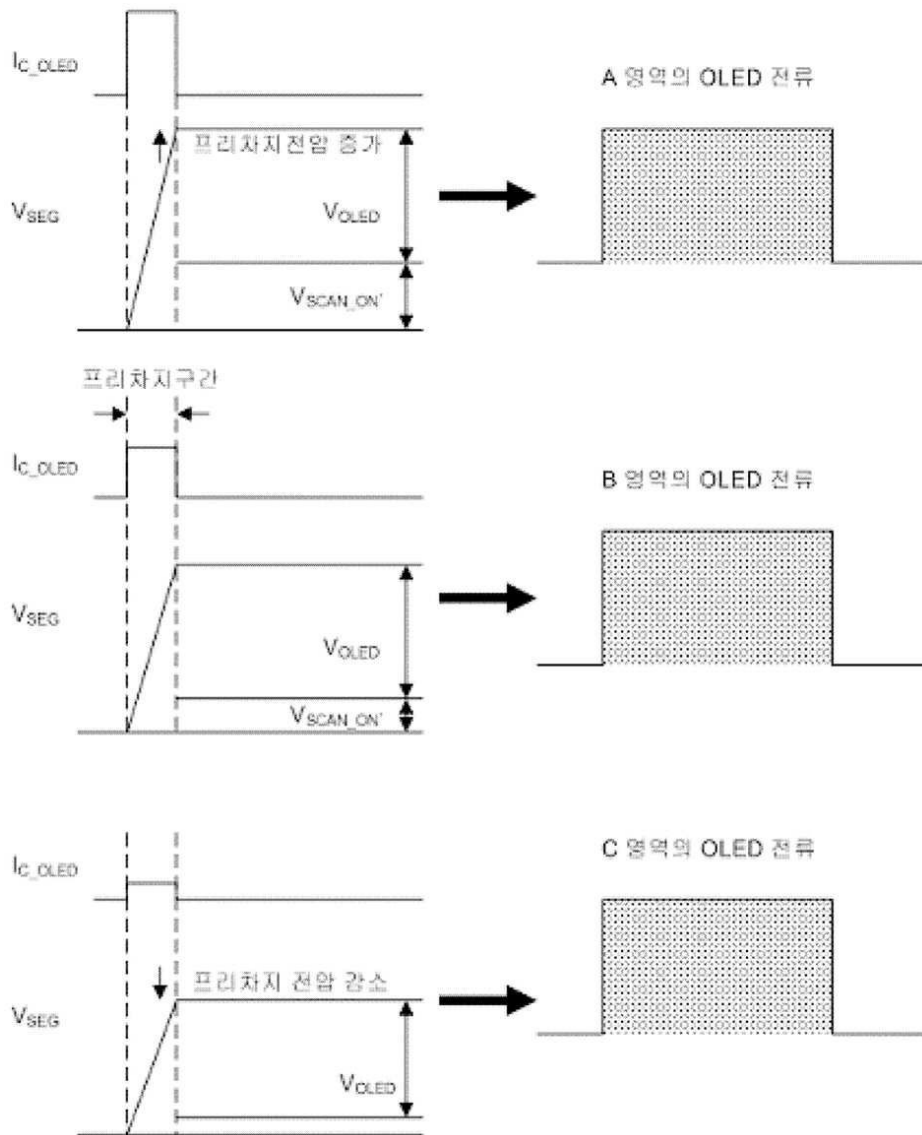 I_C_OLED
A 영역의 OLED 전류
프리차지전압 증가
V_SEG
V_OLED
V_SCAN_ON'
프리차지구간
I_C_OLED
B 영역의 OLED 전류
V_SEG
V_OLED
V_SCAN_ON'
I_C_OLED
C 영역의 OLED 전류
프리차지 전압 감소
V_SEG
V_OLED